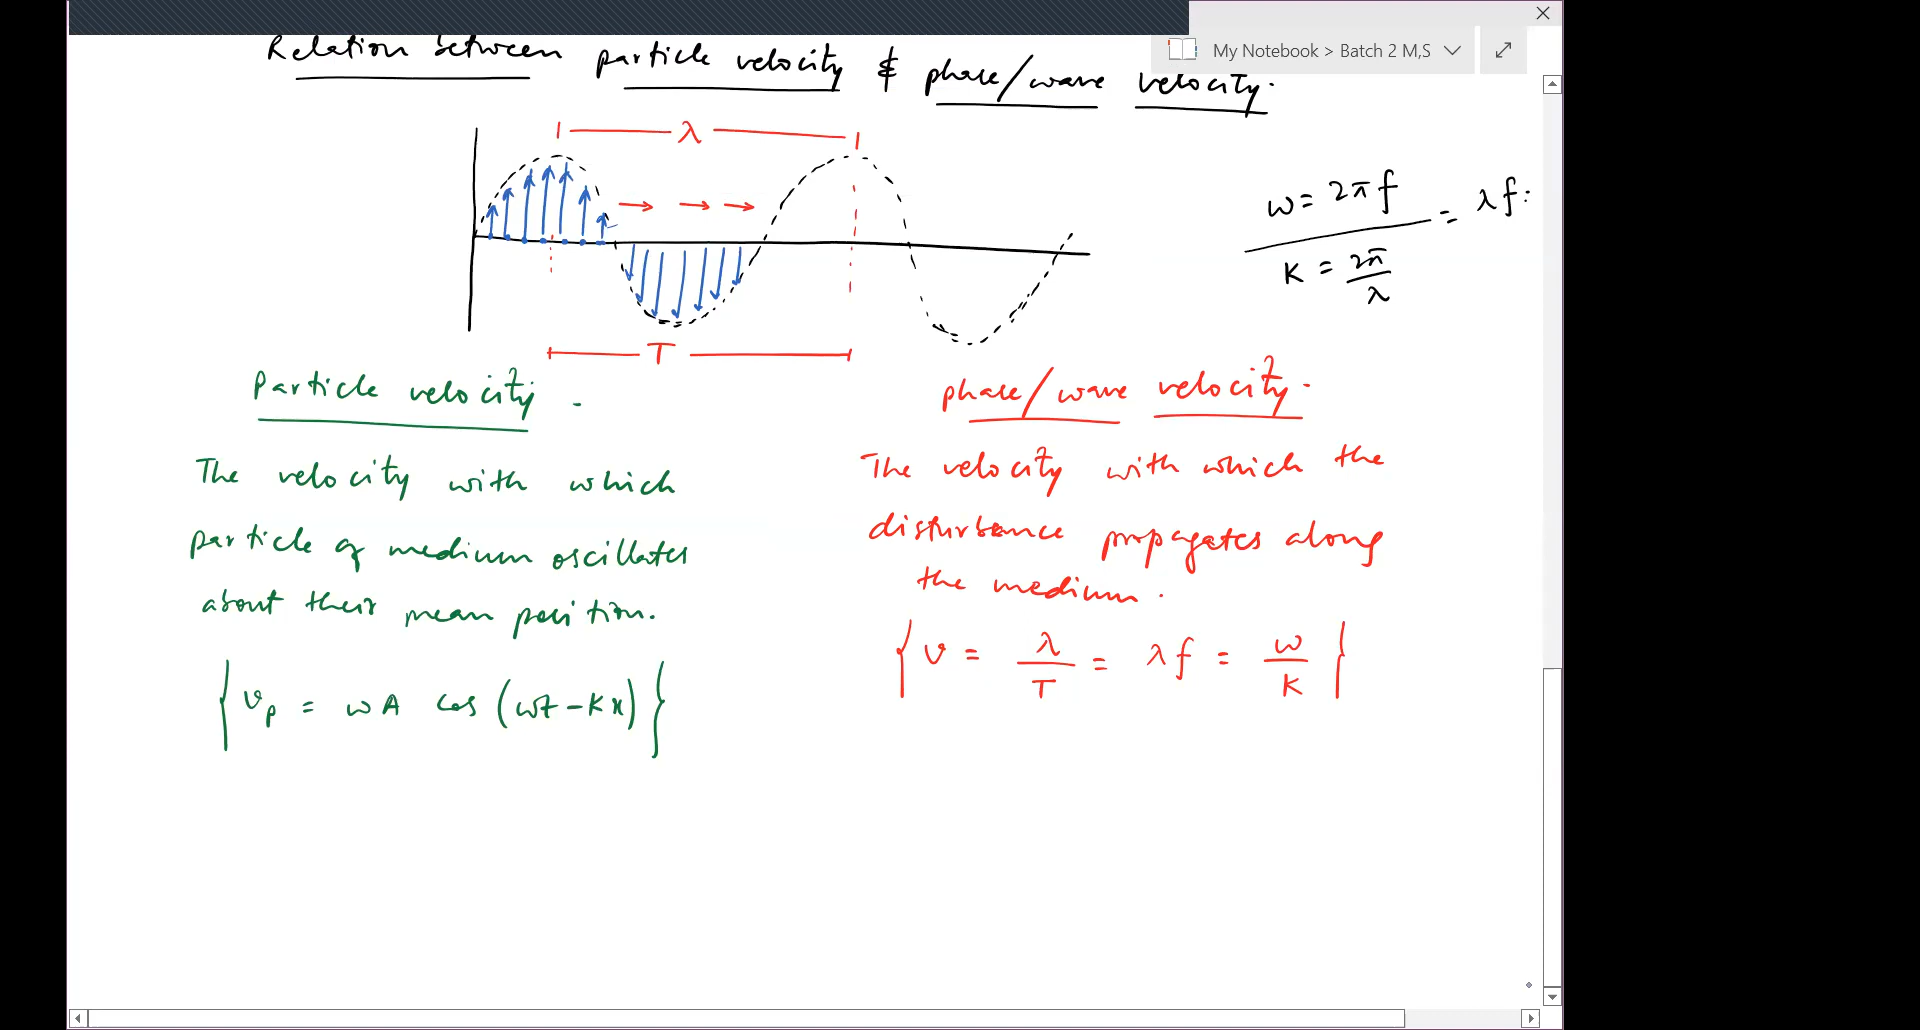 My Notebook > Batch 2 M,S
Relation between particle velocity & phase/wave velocity.
λ
ω = 2πf
= λf:
K = 2π/λ
T
Particle velocity.
The velocity with which
particle of medium oscillates
about their mean position.
{ v_p = ωA cos (ωt - Kx) }
phase/wave velocity.
The velocity with which the
disturbance propagates along
the medium.
{ v = λ/T = λf = ω/K }